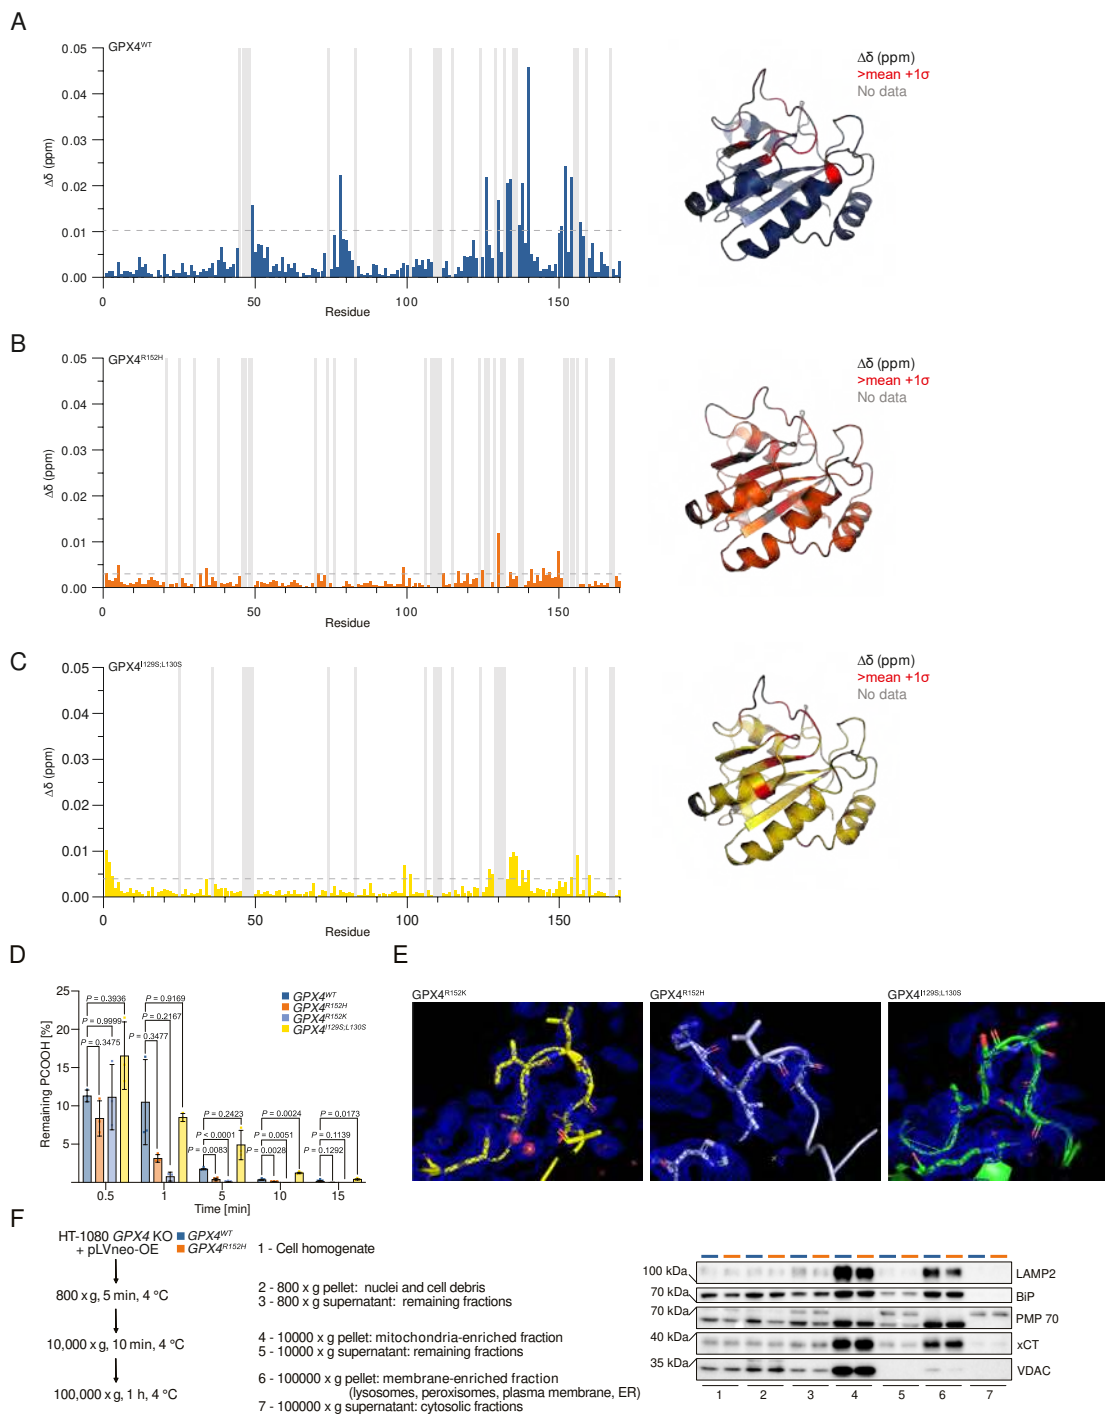 A
GPX4WT
0.05
0.04
0.03
0.02
0.01
0.00
Δδ (ppm)
0
50
100
150
Residue
Δδ (ppm)
>mean +1σ
No data
B
GPX4R152H
0.05
0.04
0.03
0.02
0.01
0.00
Δδ (ppm)
0
50
100
150
Residue
Δδ (ppm)
>mean +1σ
No data
C
GPX4I129S;L130S
0.05
0.04
0.03
0.02
0.01
0.00
Δδ (ppm)
0
50
100
150
Residue
Δδ (ppm)
>mean +1σ
No data
D
Remaining PCOOH [%]
25
20
15
10
5
P = 0.3936
P = 0.9999
P = 0.3475
P = 0.9169
P = 0.2167
P = 0.3477
P = 0.2423
P < 0.0001
P = 0.0083
P = 0.0024
P = 0.0051
P = 0.0028
P = 0.0173
P = 0.1139
P = 0.1292
GPX4WT
GPX4R152H
GPX4R152K
GPX4I129S;L130S
0.5
1
5
10
15
Time [min]
E
GPX4R152K
GPX4R152H
GPX4I129S;L130S
F
HT-1080 GPX4 KO
+ pLVneo-OE
GPX4WT
GPX4R152H
800 x g, 5 min, 4 °C
10,000 x g, 10 min, 4 °C
100,000 x g, 1 h, 4 °C
1 - Cell homogenate
2 - 800 x g pellet: nuclei and cell debris
3 - 800 x g supernatant: remaining fractions
4 - 10000 x g pellet: mitochondria-enriched fraction
5 - 10000 x g supernatant: remaining fractions
6 - 100000 x g pellet: membrane-enriched fraction
(lysosomes, peroxisomes, plasma membrane, ER)
7 - 100000 x g supernatant: cytosolic fractions
100 kDa
LAMP2
70 kDa
BiP
70 kDa
PMP 70
40 kDa
xCT
35 kDa
VDAC
1
2
3
4
5
6
7